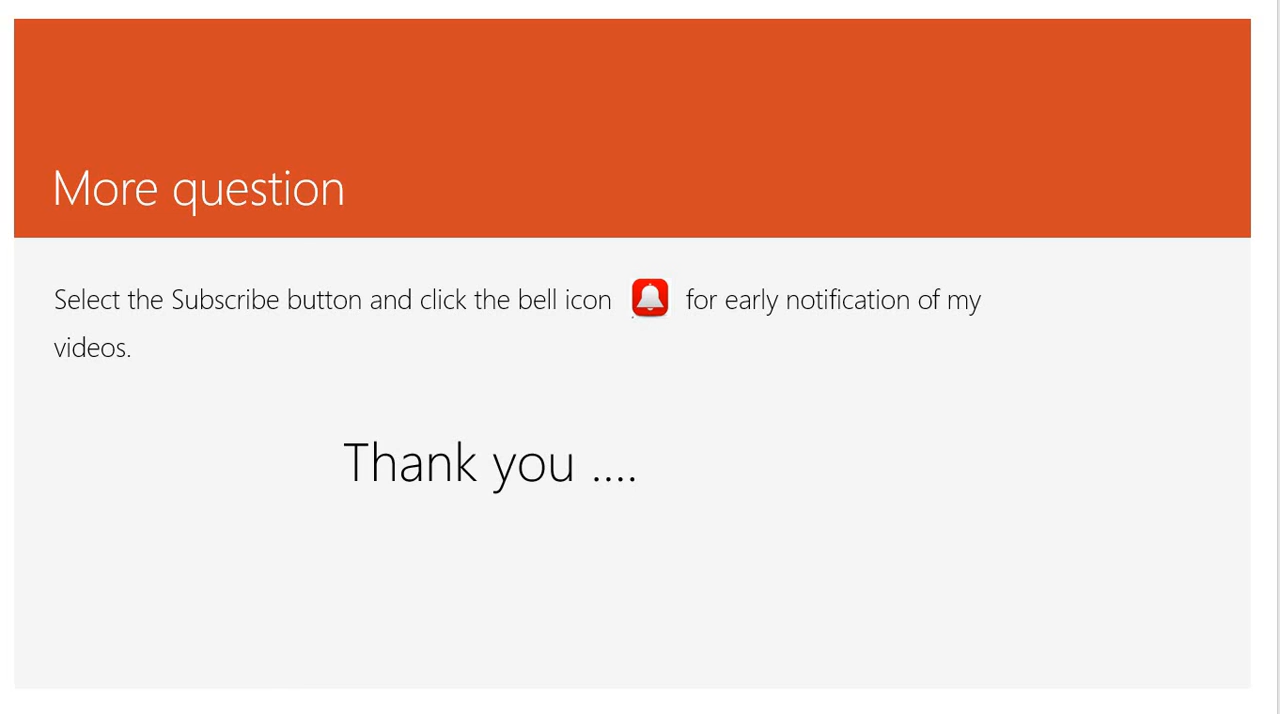 More question
Select the Subscribe button and click the bell icon for early notification of my
videos.
Thank you ....